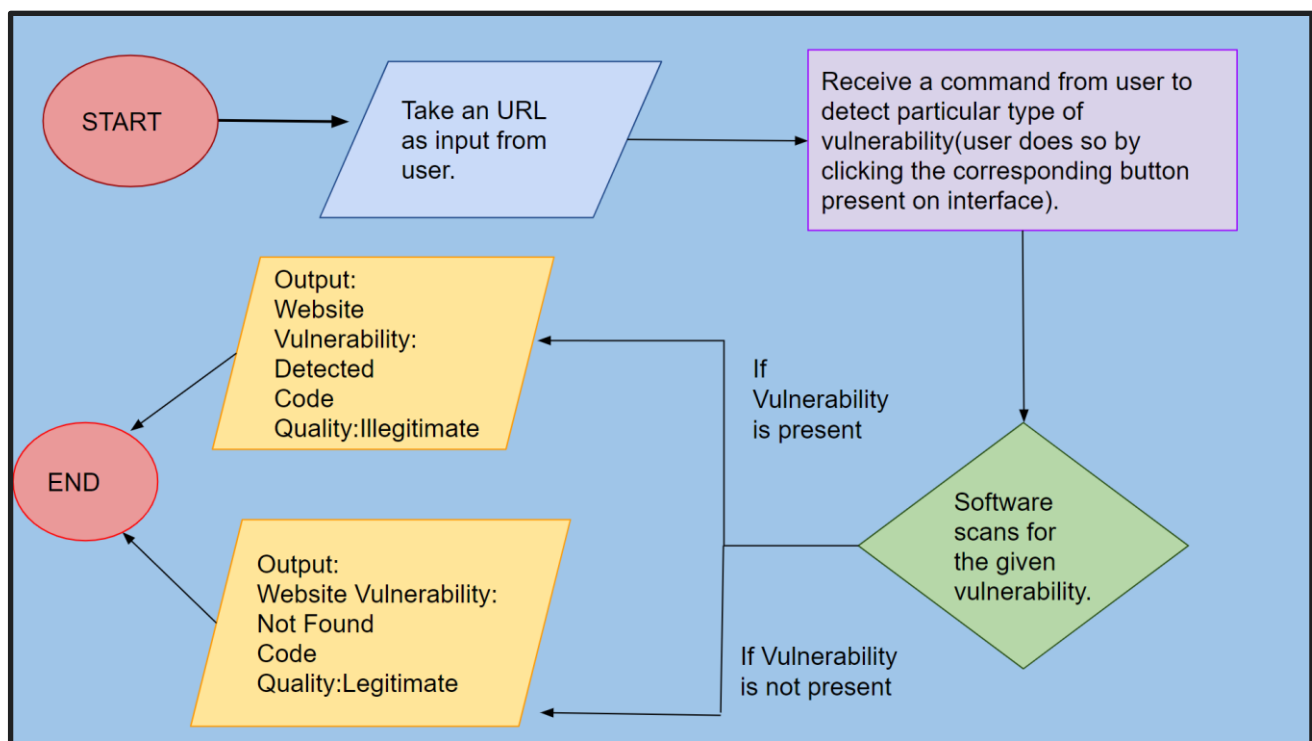 START
Take an URL
as input from
user.
Receive a command from user to
detect particular type of
vulnerability(user does so by
clicking the corresponding button
present on interface).
Software
scans for
the given
vulnerability.
If
Vulnerability
is present
Output:
Website
Vulnerability:
Detected
Code
Quality:Illegitimate
If Vulnerability
is not present
Output:
Website Vulnerability:
Not Found
Code
Quality:Legitimate
END